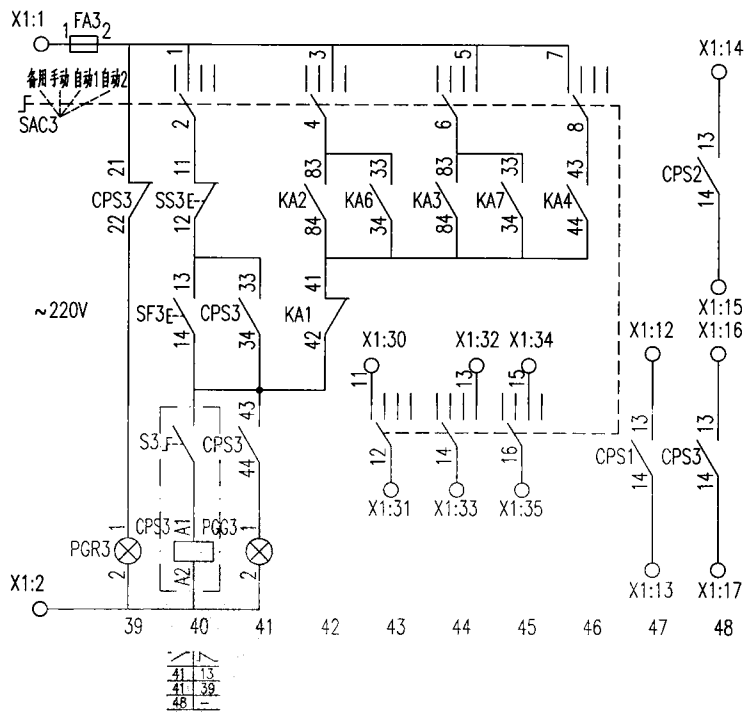 X1:1 1 FA3 2
1 3 5 7 X1:14
备用 手动 自动1 自动2
SAC3
2 4 6 8
13
CPS2
14
21 11 83 33 83 33 43
CPS3 SS3E KA2 KA6 KA3 KA7 KA4
22 12 84 34 84 34 44
X1:15
13 33 41
~220V SF3E CPS3 KA1
14 34 42
X1:30 X1:32 X1:34 X1:12 X1:16
11 13 15
43
S3 CPS3
44
12 14 16
13 13
CPS1 CPS3
14 14
X1:31 X1:33 X1:35
1 CPS3 A1 PGG3 1
PGR3
2 A2 2
X1:2 X1:13 X1:17
39 40 41 42 43 44 45 46 47 48
41 13
41 39
48 –